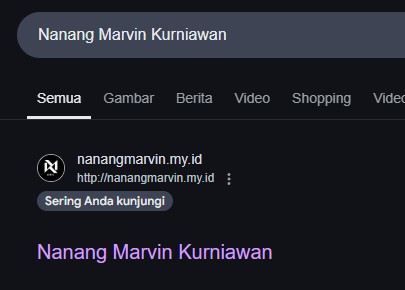 Nanang Marvin Kurniawan
Semua Gambar Berita Video Shopping Video
nanangmarvin.my.id
http://nanangmarvin.my.id
Sering Anda kunjungi
Nanang Marvin Kurniawan